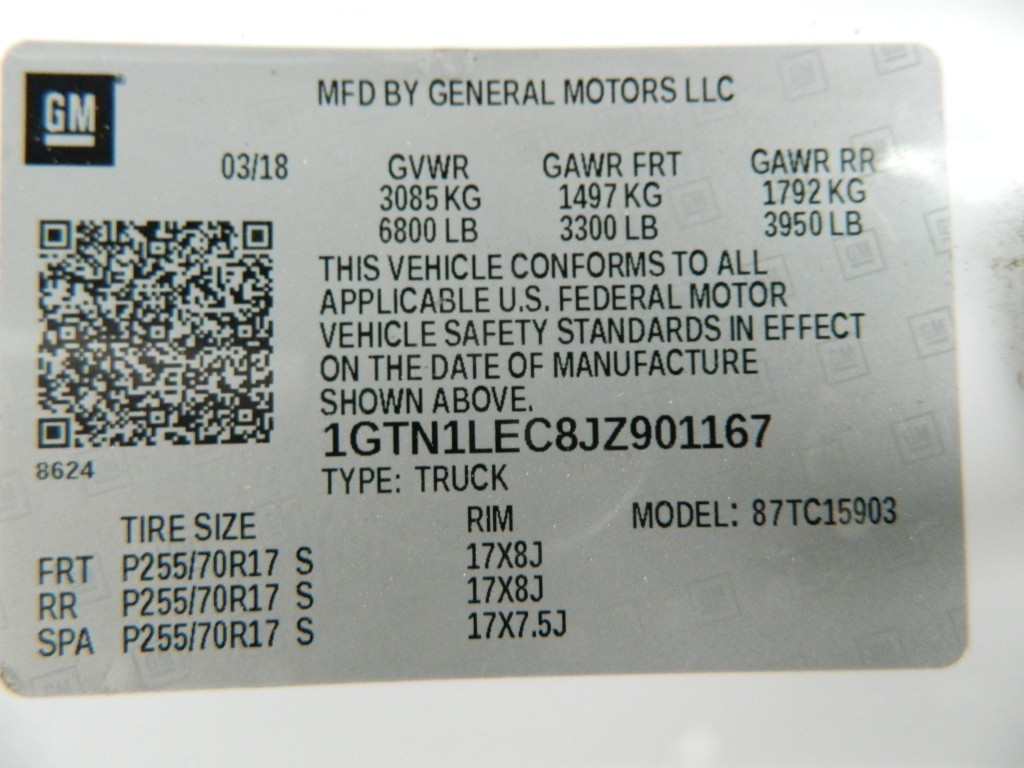 GM
MFD BY GENERAL MOTORS LLC
03/18 GVWR GAWR FRT GAWR RR
3085 KG 1497 KG 1792 KG
6800 LB 3300 LB 3950 LB
THIS VEHICLE CONFORMS TO ALL
APPLICABLE U.S. FEDERAL MOTOR
VEHICLE SAFETY STANDARDS IN EFFECT
ON THE DATE OF MANUFACTURE
SHOWN ABOVE.
1GTN1LEC8JZ901167
8624
TYPE: TRUCK
TIRE SIZE RIM MODEL: 87TC15903
FRT P255/70R17 S 17X8J
RR P255/70R17 S 17X8J
SPA P255/70R17 S 17X7.5J